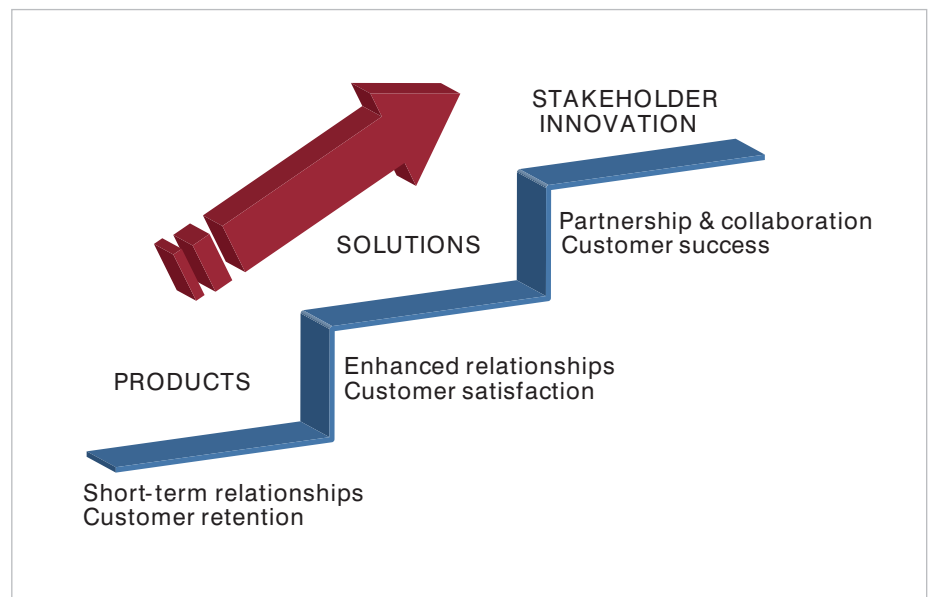 STAKEHOLDER
INNOVATION
Partnership & collaboration
Customer success
SOLUTIONS
Enhanced relationships
Customer satisfaction
PRODUCTS
Short-term relationships
Customer retention